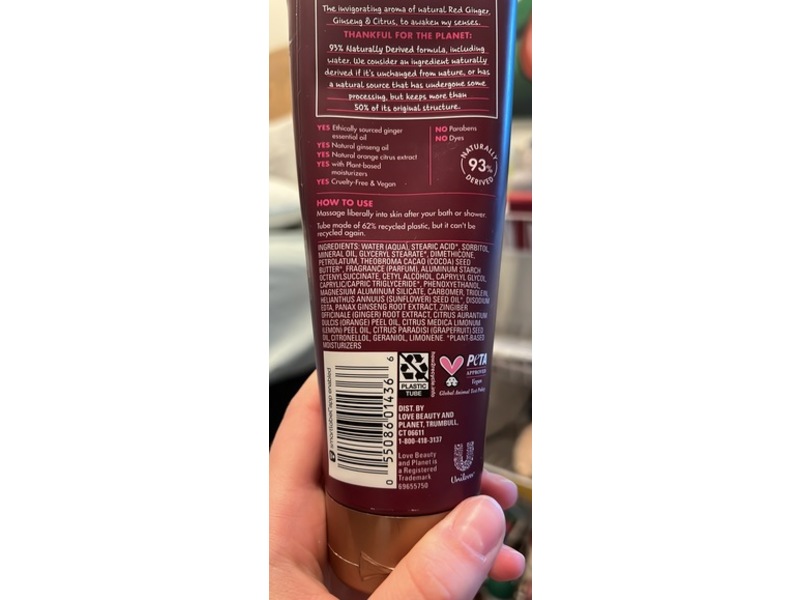 The invigorating aroma of natural Red Ginger,
Ginseng & Citrus, to awaken my senses.
THANKFUL FOR THE PLANET:
93% Naturally Derived formula, including
water. We consider an ingredient naturally
derived if it's unchanged from nature, or has
a natural source that has undergone some
processing, but keeps more than
50% of its original structure.
YES Ethically sourced ginger
essential oil
YES Natural ginseng oil
YES Natural orange citrus extract
YES with Plant-based
moisturizers
YES Cruelty-Free & Vegan
NO Parabens
NO Dyes
NATURALLY
93%
DERIVED
HOW TO USE
Massage liberally into skin after your bath or shower.
Tube made of 62% recycled plastic, but it can't be
recycled again.
INGREDIENTS: WATER (AQUA), STEARIC ACID*, SORBITOL,
MINERAL OIL, GLYCERYL STEARATE*, DIMETHICONE,
PETROLATUM, THEOBROMA CACAO (COCOA) SEED
BUTTER*, FRAGRANCE (PARFUM), ALUMINUM STARCH
OCTENYLSUCCINATE, CETYL ALCOHOL, CAPRYLYL GLYCOL,
CAPRYLIC/CAPRIC TRIGLYCERIDE*, PHENOXYETHANOL,
MAGNESIUM ALUMINUM SILICATE, CARBOMER, TRIOLEIN,
HELIANTHUS ANNUUS (SUNFLOWER) SEED OIL*, DISODIUM
EDTA, PANAX GINSENG ROOT EXTRACT, ZINGIBER
OFFICINALE (GINGER) ROOT EXTRACT, CITRUS AURANTIUM
DULCIS (ORANGE) PEEL OIL, CITRUS MEDICA LIMONUM
(LEMON) PEEL OIL, CITRUS PARADISI (GRAPEFRUIT) SEED
OIL, CITRONELLOL, GERANIOL, LIMONENE. *PLANT-BASED
MOISTURIZERS
smartlabel app enabled
0 55086 01436 6
PLASTIC
TUBE
how2recycle.info
PETA
APPROVED
Vegan
Global Animal Test Policy
DIST. BY
LOVE BEAUTY AND
PLANET, TRUMBULL,
CT 06611
1-800-418-3137
Love Beauty
and Planet is
a Registered
Trademark
69655750
Unilever